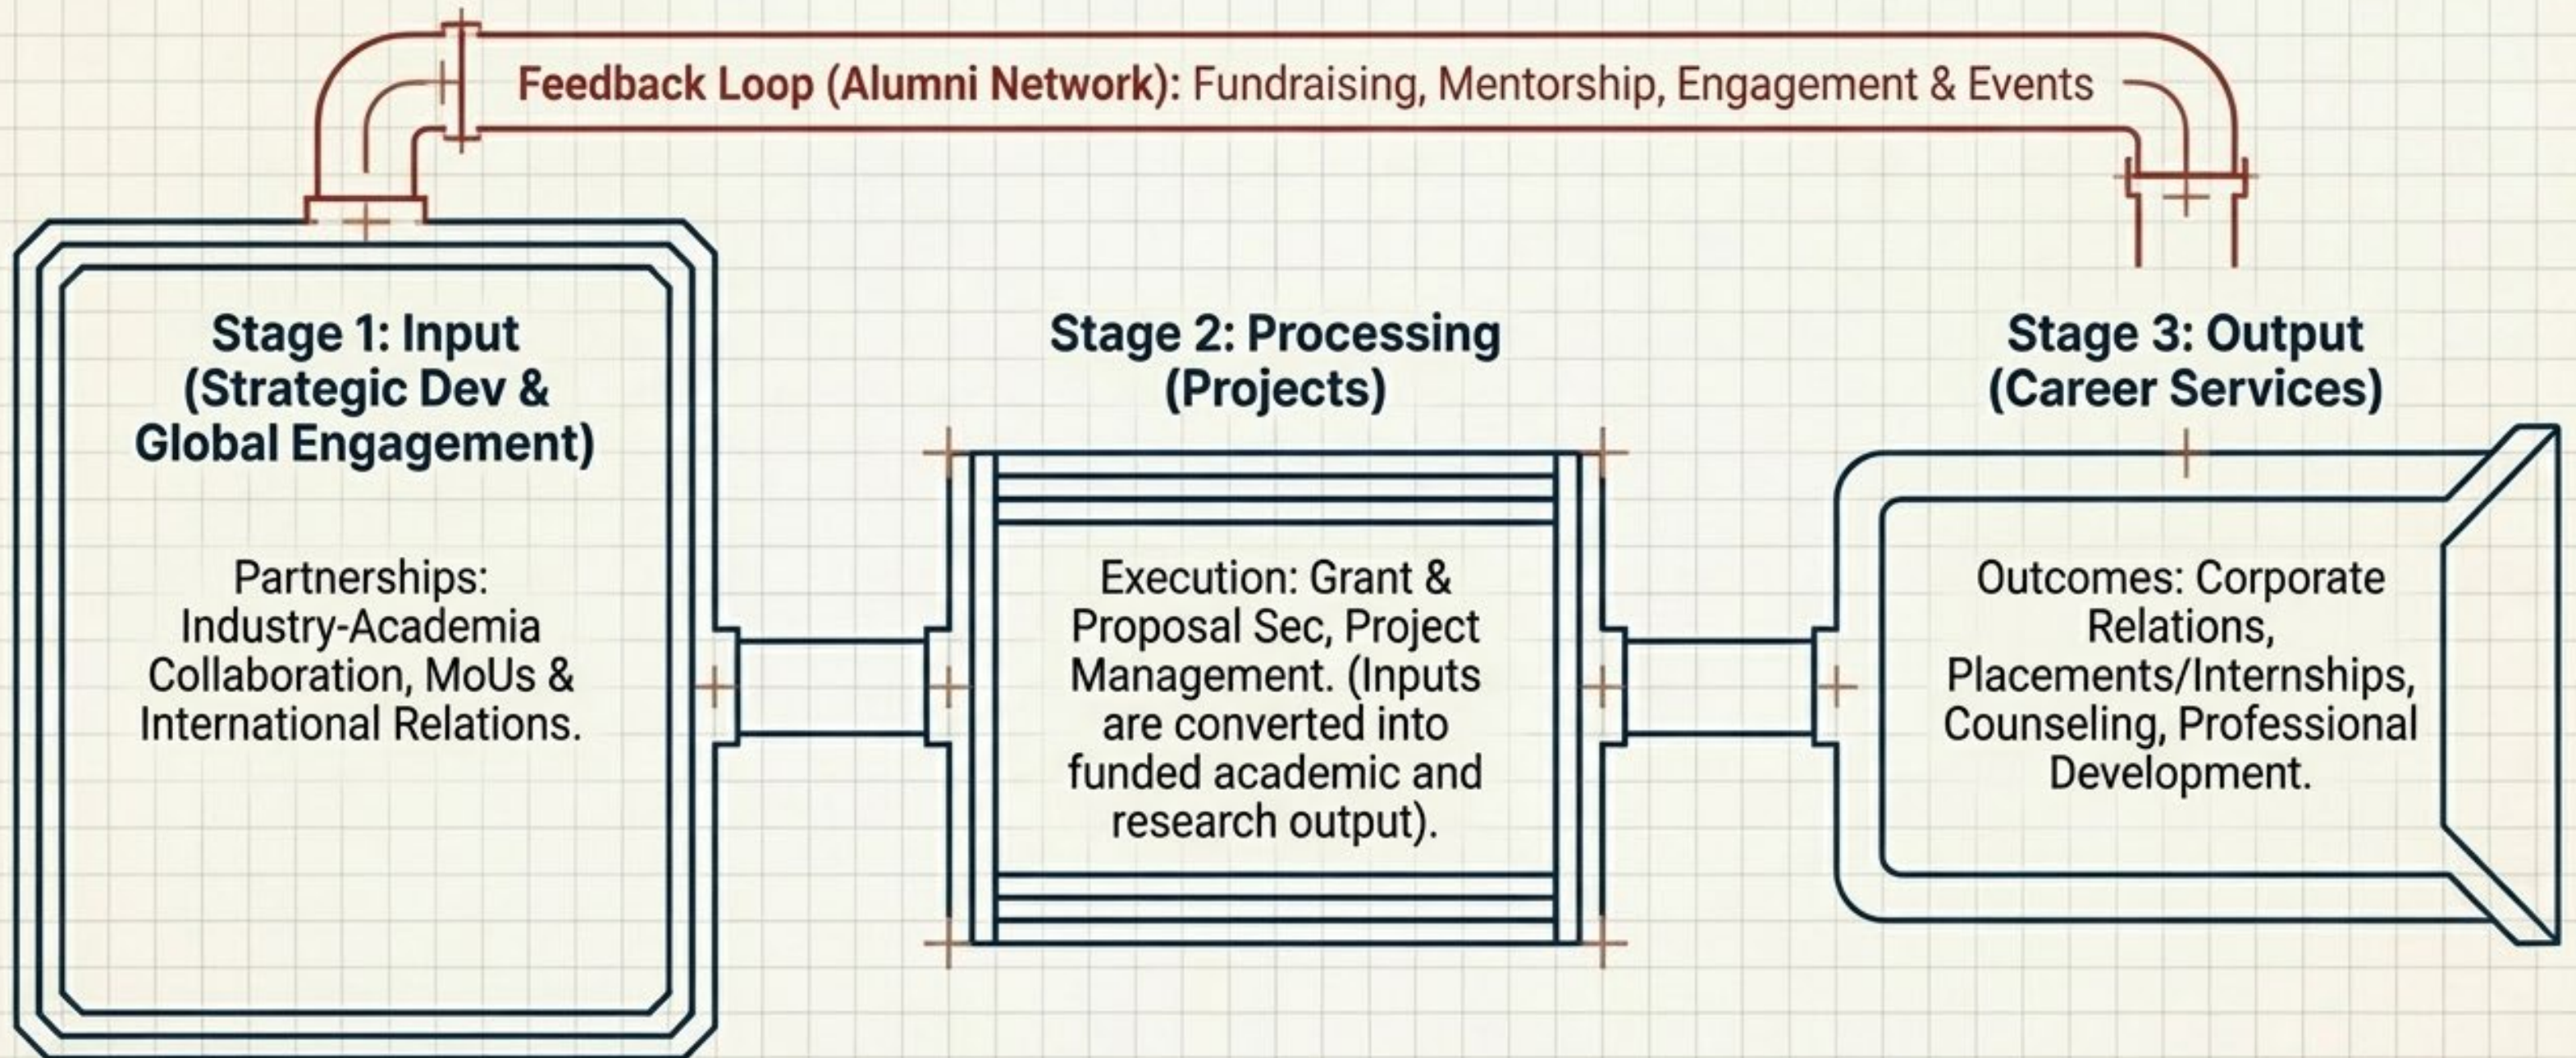 Feedback Loop (Alumni Network): Fundraising, Mentorship, Engagement & Events
Stage 1: Input
(Strategic Dev &
Global Engagement)
Partnerships:
Industry-Academia
Collaboration, MoUs &
International Relations.
Stage 2: Processing
(Projects)
Execution: Grant &
Proposal Sec, Project
Management. (Inputs
are converted into
funded academic and
research output).
Stage 3: Output
(Career Services)
Outcomes: Corporate
Relations,
Placements/Internships,
Counseling, Professional
Development.